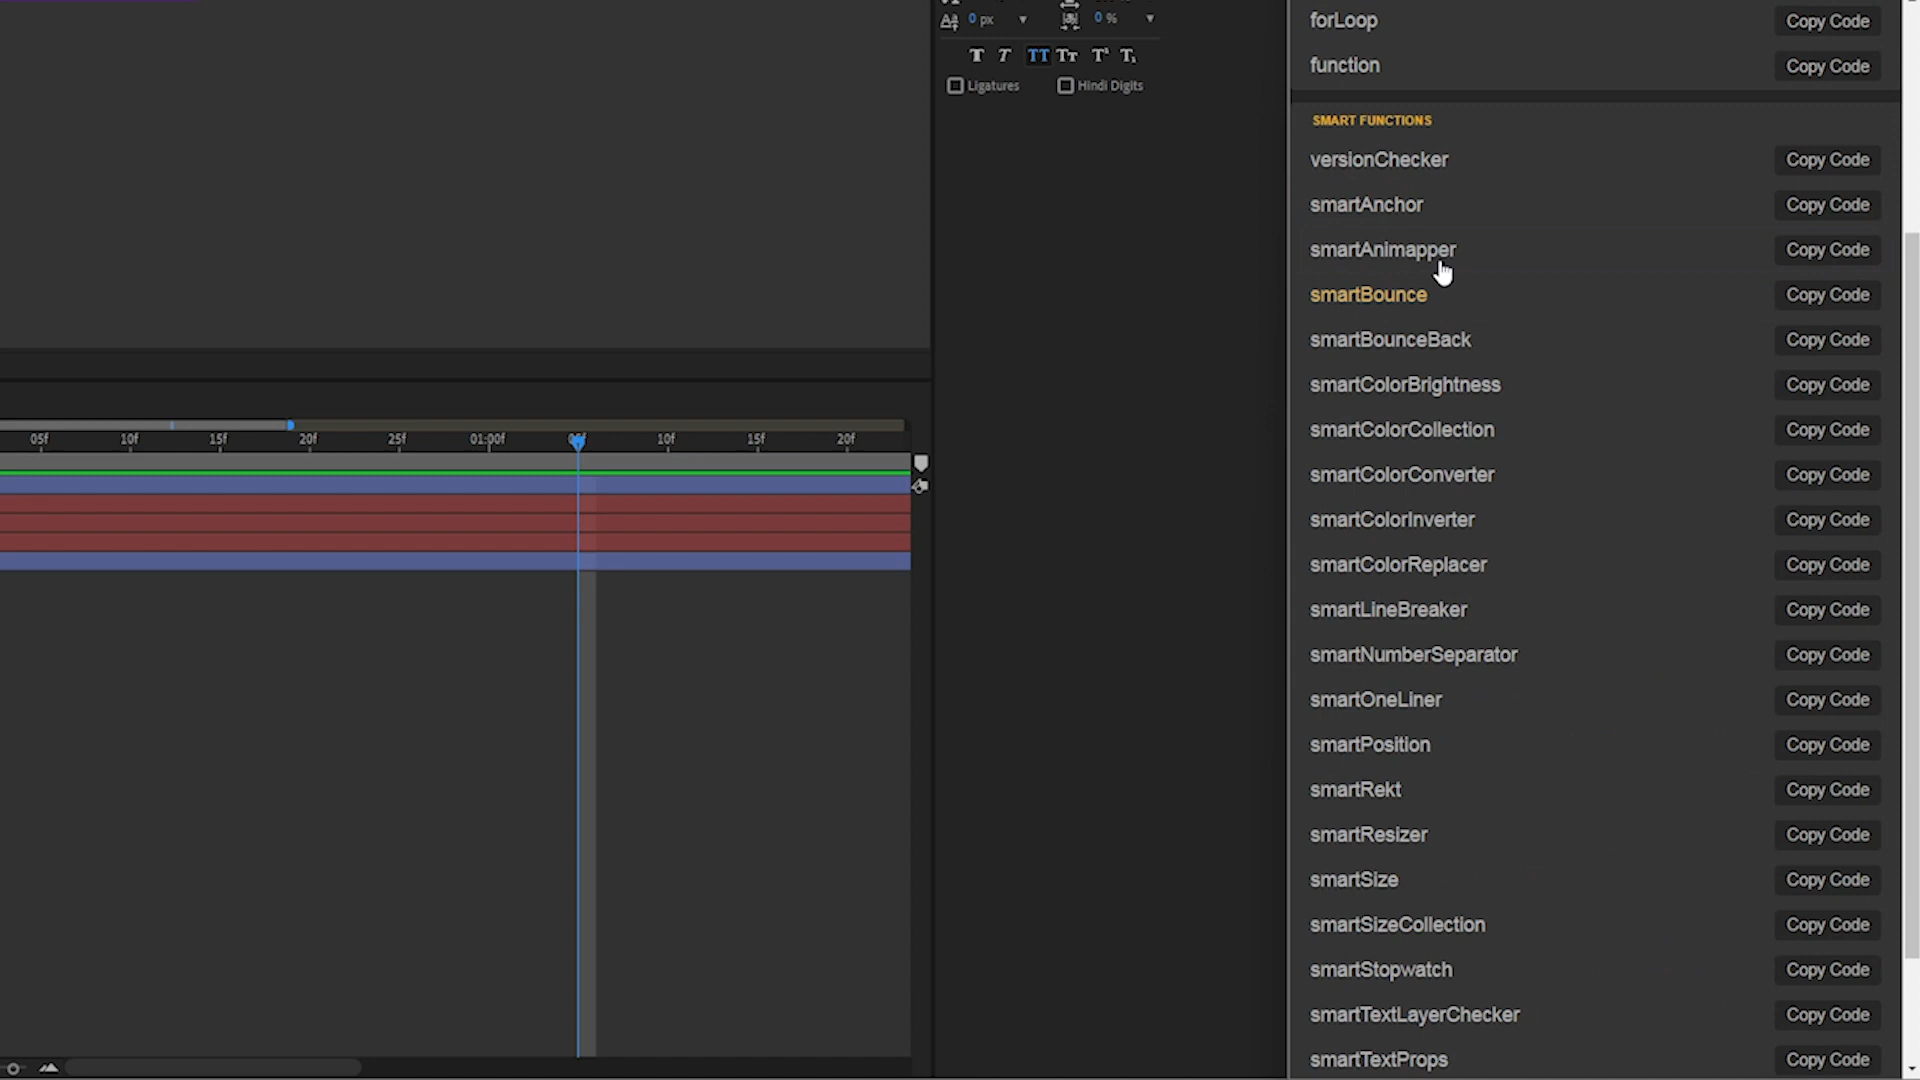 0 px
0 %
T T TT Tт T¹ T₁
Ligatures Hindi Digits
05f 10f 15f 20f 25f 01:00f 10f 15f 20f
forLoop Copy Code
function Copy Code
SMART FUNCTIONS
versionChecker Copy Code
smartAnchor Copy Code
smartAnimapper Copy Code
smartBounce Copy Code
smartBounceBack Copy Code
smartColorBrightness Copy Code
smartColorCollection Copy Code
smartColorConverter Copy Code
smartColorInverter Copy Code
smartColorReplacer Copy Code
smartLineBreaker Copy Code
smartNumberSeparator Copy Code
smartOneLiner Copy Code
smartPosition Copy Code
smartRekt Copy Code
smartResizer Copy Code
smartSize Copy Code
smartSizeCollection Copy Code
smartStopwatch Copy Code
smartTextLayerChecker Copy Code
smartTextProps Copy Code